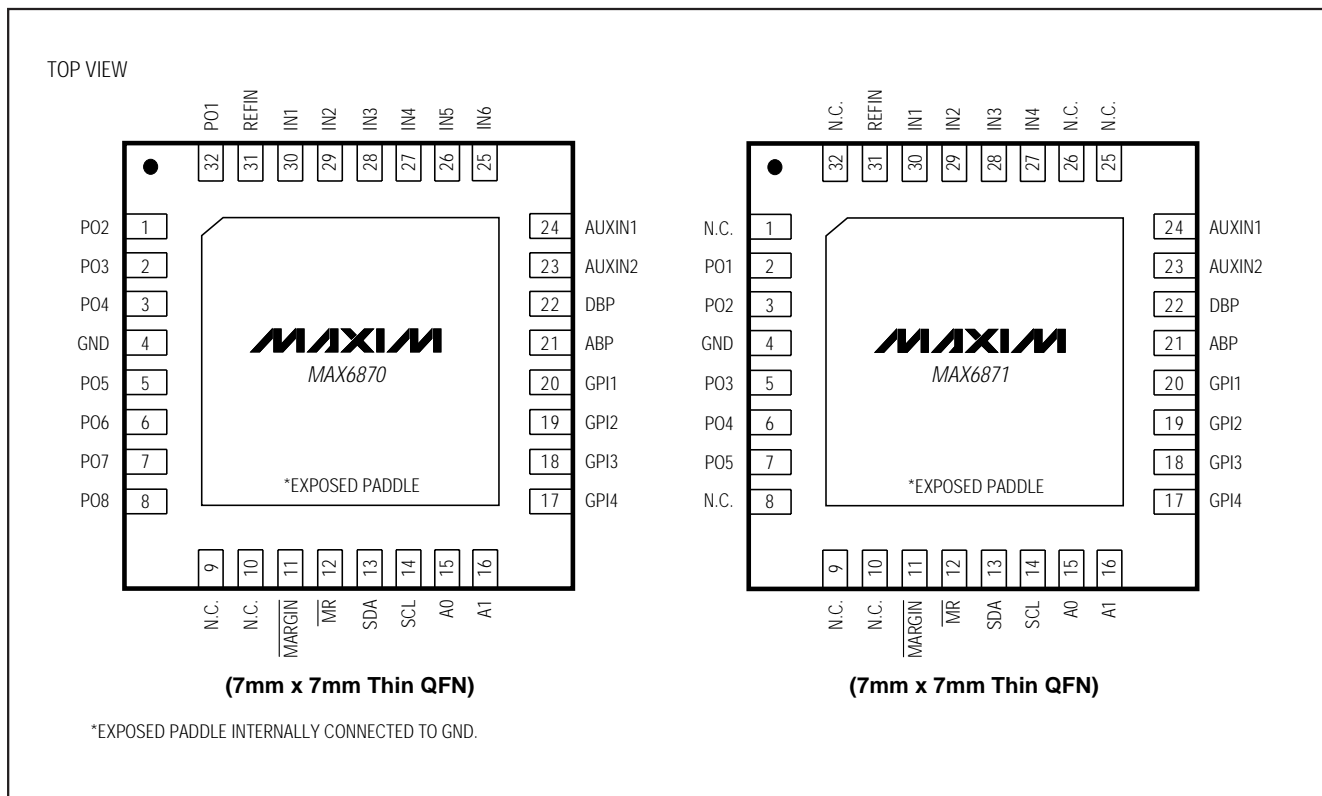 TOP VIEW
PO1 REFIN IN1 IN2 IN3 IN4 IN5 IN6
32 31 30 29 28 27 26 25
PO2 1 24 AUXIN1
PO3 2 23 AUXIN2
PO4 3 22 DBP
GND 4 21 ABP
PO5 5 20 GPI1
PO6 6 19 GPI2
PO7 7 18 GPI3
PO8 8 17 GPI4
MAXIM
MAX6870
*EXPOSED PADDLE
9 10 11 12 13 14 15 16
N.C. N.C. MARGIN MR SDA SCL A0 A1
(7mm x 7mm Thin QFN)
N.C. REFIN IN1 IN2 IN3 IN4 N.C. N.C.
32 31 30 29 28 27 26 25
N.C. 1 24 AUXIN1
PO1 2 23 AUXIN2
PO2 3 22 DBP
GND 4 21 ABP
PO3 5 20 GPI1
PO4 6 19 GPI2
PO5 7 18 GPI3
N.C. 8 17 GPI4
MAXIM
MAX6871
*EXPOSED PADDLE
9 10 11 12 13 14 15 16
N.C. N.C. MARGIN MR SDA SCL A0 A1
(7mm x 7mm Thin QFN)
*EXPOSED PADDLE INTERNALLY CONNECTED TO GND.